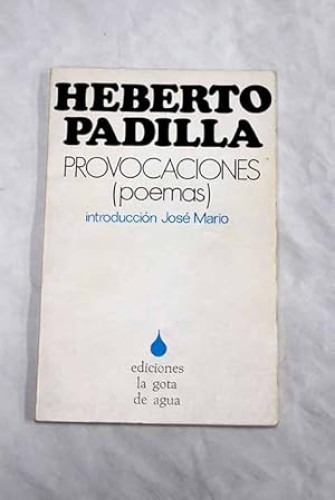 HEBERTO
PADILLA
PROVOCACIONES
(poemas)
introducción José Mario
ediciones
la gota
de agua